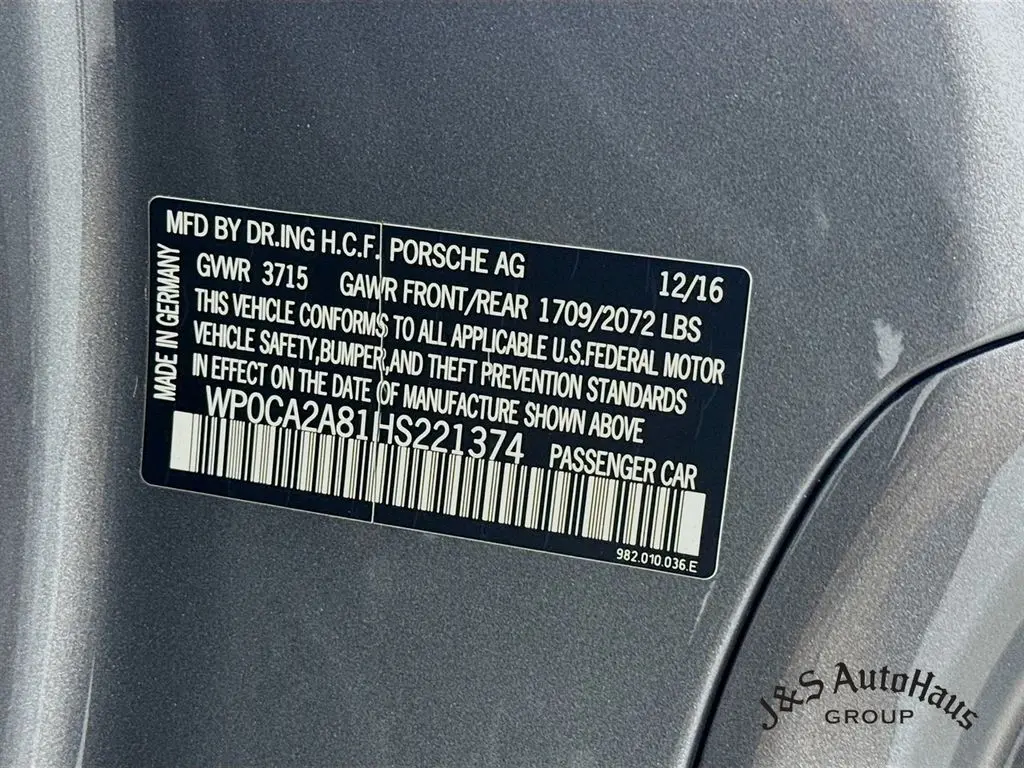 MFD BY DR.ING H.C.F. PORSCHE AG 12/16
GVWR 3715 GAWR FRONT/REAR 1709/2072 LBS
THIS VEHICLE CONFORMS TO ALL APPLICABLE U.S.FEDERAL MOTOR
VEHICLE SAFETY,BUMPER,AND THEFT PREVENTION STANDARDS
IN EFFECT ON THE DATE OF MANUFACTURE SHOWN ABOVE
WP0CA2A81HS221374 PASSENGER CAR
982.010.036.E
MADE IN GERMANY
J&S AutoHaus
GROUP